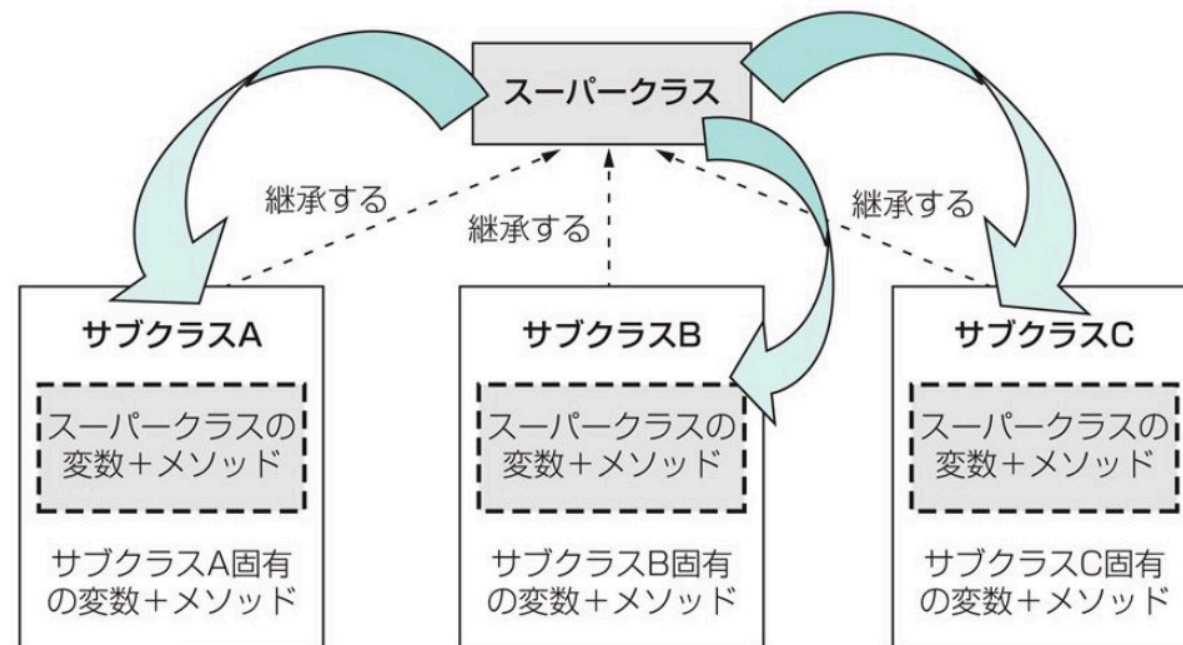 スーパークラス
継承する
継承する
継承する
サブクラスA
スーパークラスの
変数+メソッド
サブクラスA固有
の変数+メソッド
サブクラスB
スーパークラスの
変数+メソッド
サブクラスB固有
の変数+メソッド
サブクラスC
スーパークラスの
変数+メソッド
サブクラスC固有
の変数+メソッド